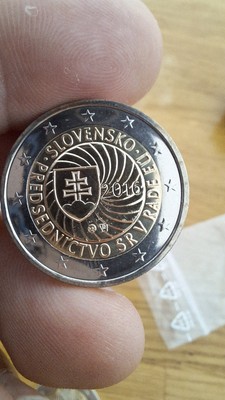 SLOVENSKO
PREDSEDNÍCTVO SR V RADE EÚ
2016